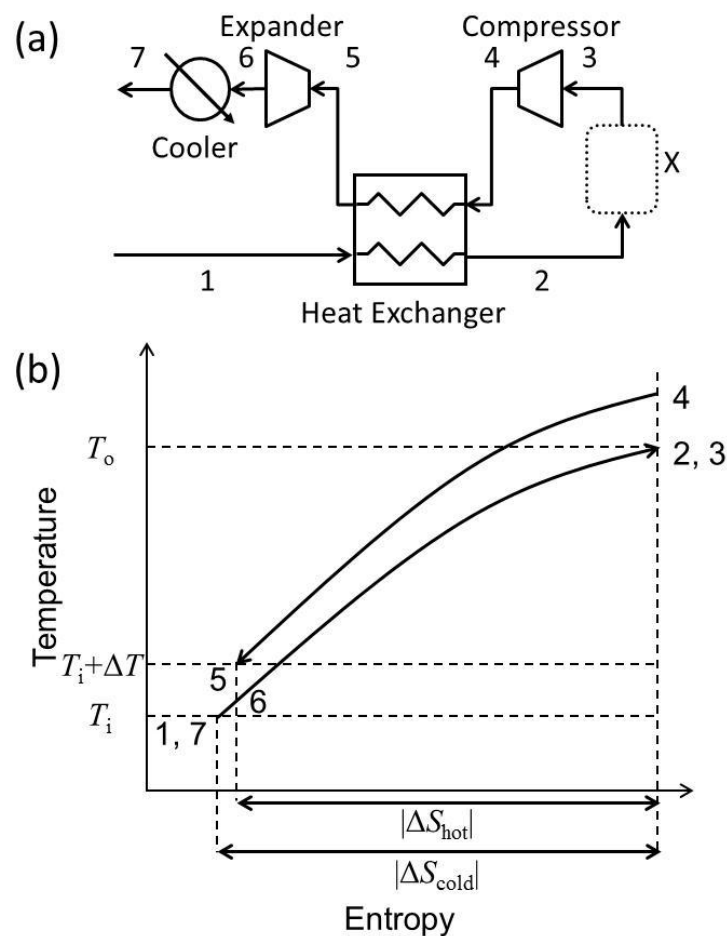 (a)
Expander
Compressor
7
6
5
4
3
Cooler
X
1
2
Heat Exchanger
(b)
4
T_o
2, 3
Temperature
T_i+ΔT
5
6
T_i
1, 7
|ΔS_hot|
|ΔS_cold|
Entropy